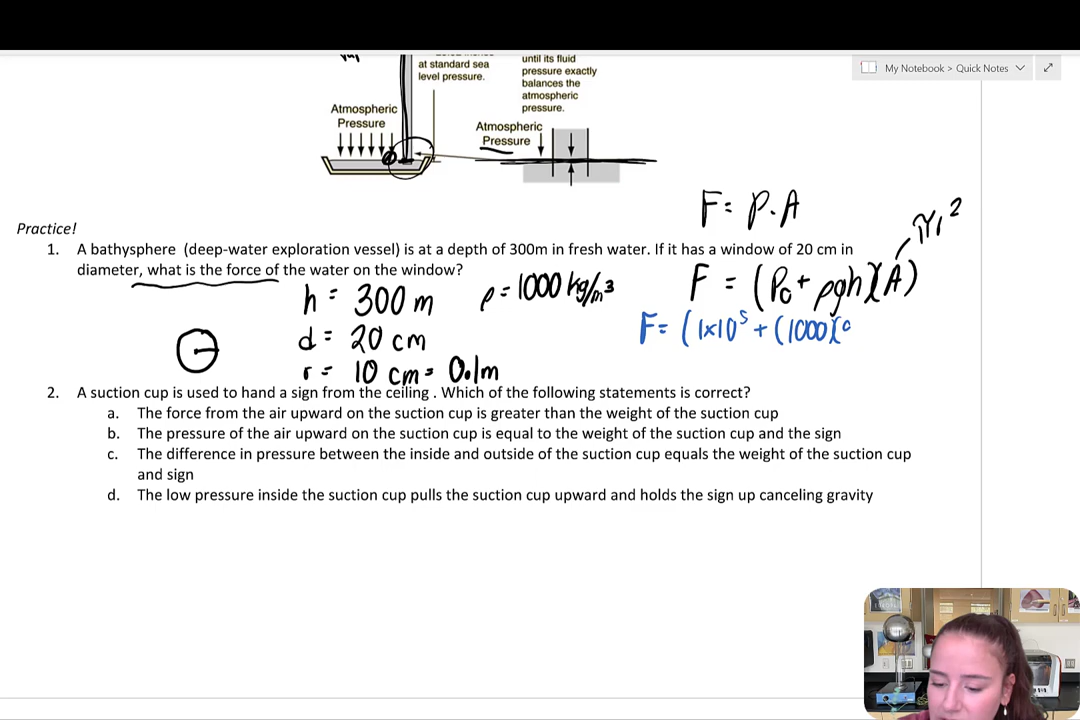 at standard sea
level pressure.
until its fluid
pressure exactly
balances the
atmospheric
pressure.
My Notebook > Quick Notes
Atmospheric
Pressure
Atmospheric
Pressure
F = P.A
πr²
Practice!
1. A bathysphere (deep-water exploration vessel) is at a depth of 300m in fresh water. If it has a window of 20 cm in
diameter, what is the force of the water on the window?
h = 300 m
ρ = 1000 kg/m³
F = (P₀ + ρgh)(A)
F = (1x10⁵ + (1000)(
d = 20 cm
r = 10 cm = 0.1m
2. A suction cup is used to hand a sign from the ceiling . Which of the following statements is correct?
a. The force from the air upward on the suction cup is greater than the weight of the suction cup
b. The pressure of the air upward on the suction cup is equal to the weight of the suction cup and the sign
c. The difference in pressure between the inside and outside of the suction cup equals the weight of the suction cup
and sign
d. The low pressure inside the suction cup pulls the suction cup upward and holds the sign up canceling gravity